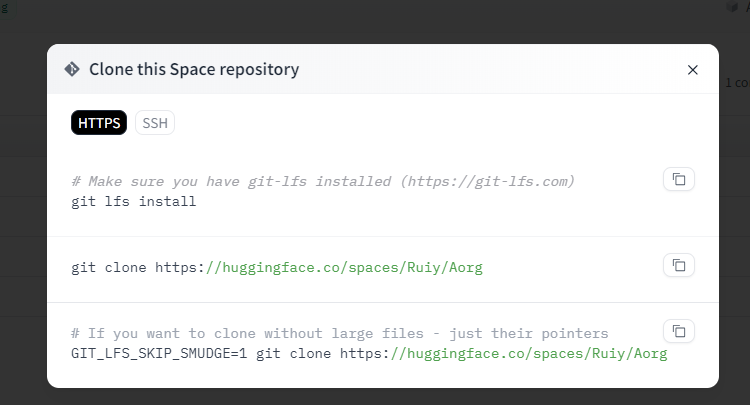 Clone this Space repository
HTTPS SSH
# Make sure you have git-lfs installed (https://git-lfs.com)
git lfs install
git clone https://huggingface.co/spaces/Ruiy/Aorg
# If you want to clone without large files - just their pointers
GIT_LFS_SKIP_SMUDGE=1 git clone https://huggingface.co/spaces/Ruiy/Aorg